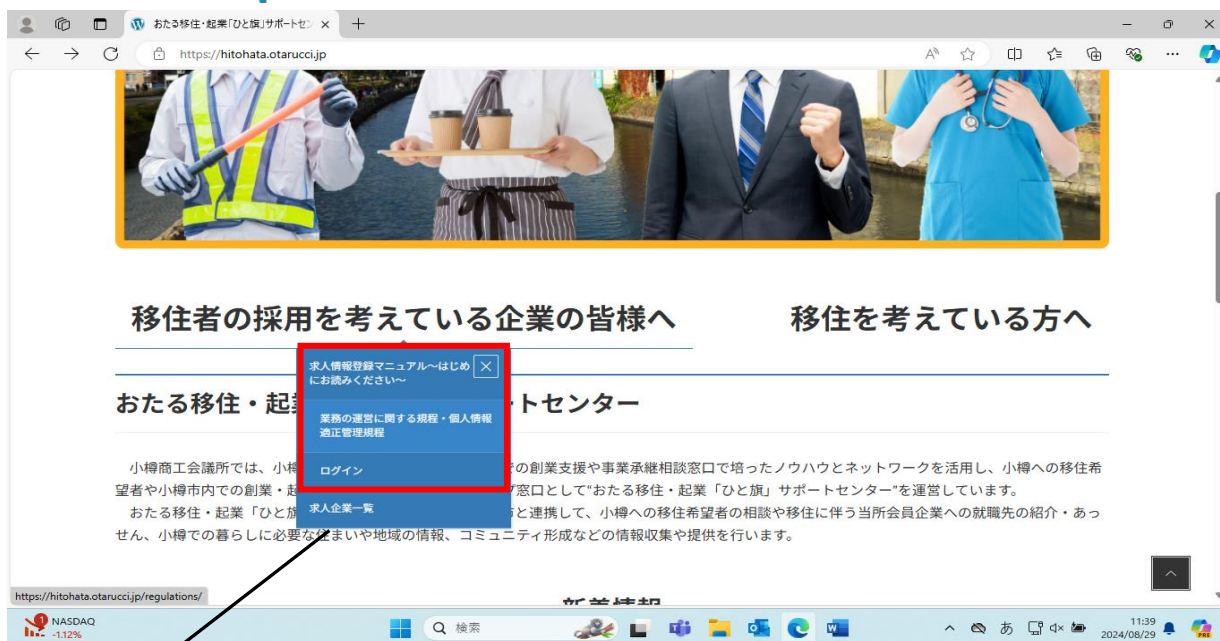 おたる移住・起業「ひと旗」サポートセン
https://hitohata.otarucci.jp
移住者の採用を考えている企業の皆様へ
移住を考えている方へ
求人情報登録マニュアル～はじめ
にお読みください～
業務の運営に関する規程・個人情報
適正管理規程
ログイン
求人企業一覧
おたる移住・起
トセンター
小樽商工会議所では、小樽
での創業支援や事業承継相談窓口で培ったノウハウとネットワークを活用し、小樽への移住希
望者や小樽市内での創業・起
窓口として“おたる移住・起業「ひと旗」サポートセンター”を運営しています。
おたる移住・起業「ひと旗
と連携して、小樽への移住希望者の相談や移住に伴う当所会員企業への就職先の紹介・あっ
せん、小樽での暮らしに必要な住まいや地域の情報、コミュニティ形成などの情報収集や提供を行います。
新着情報
https://hitohata.otarucci.jp/regulations/
NASDAQ
-1.12%
検索
あ
11:39
2024/08/29